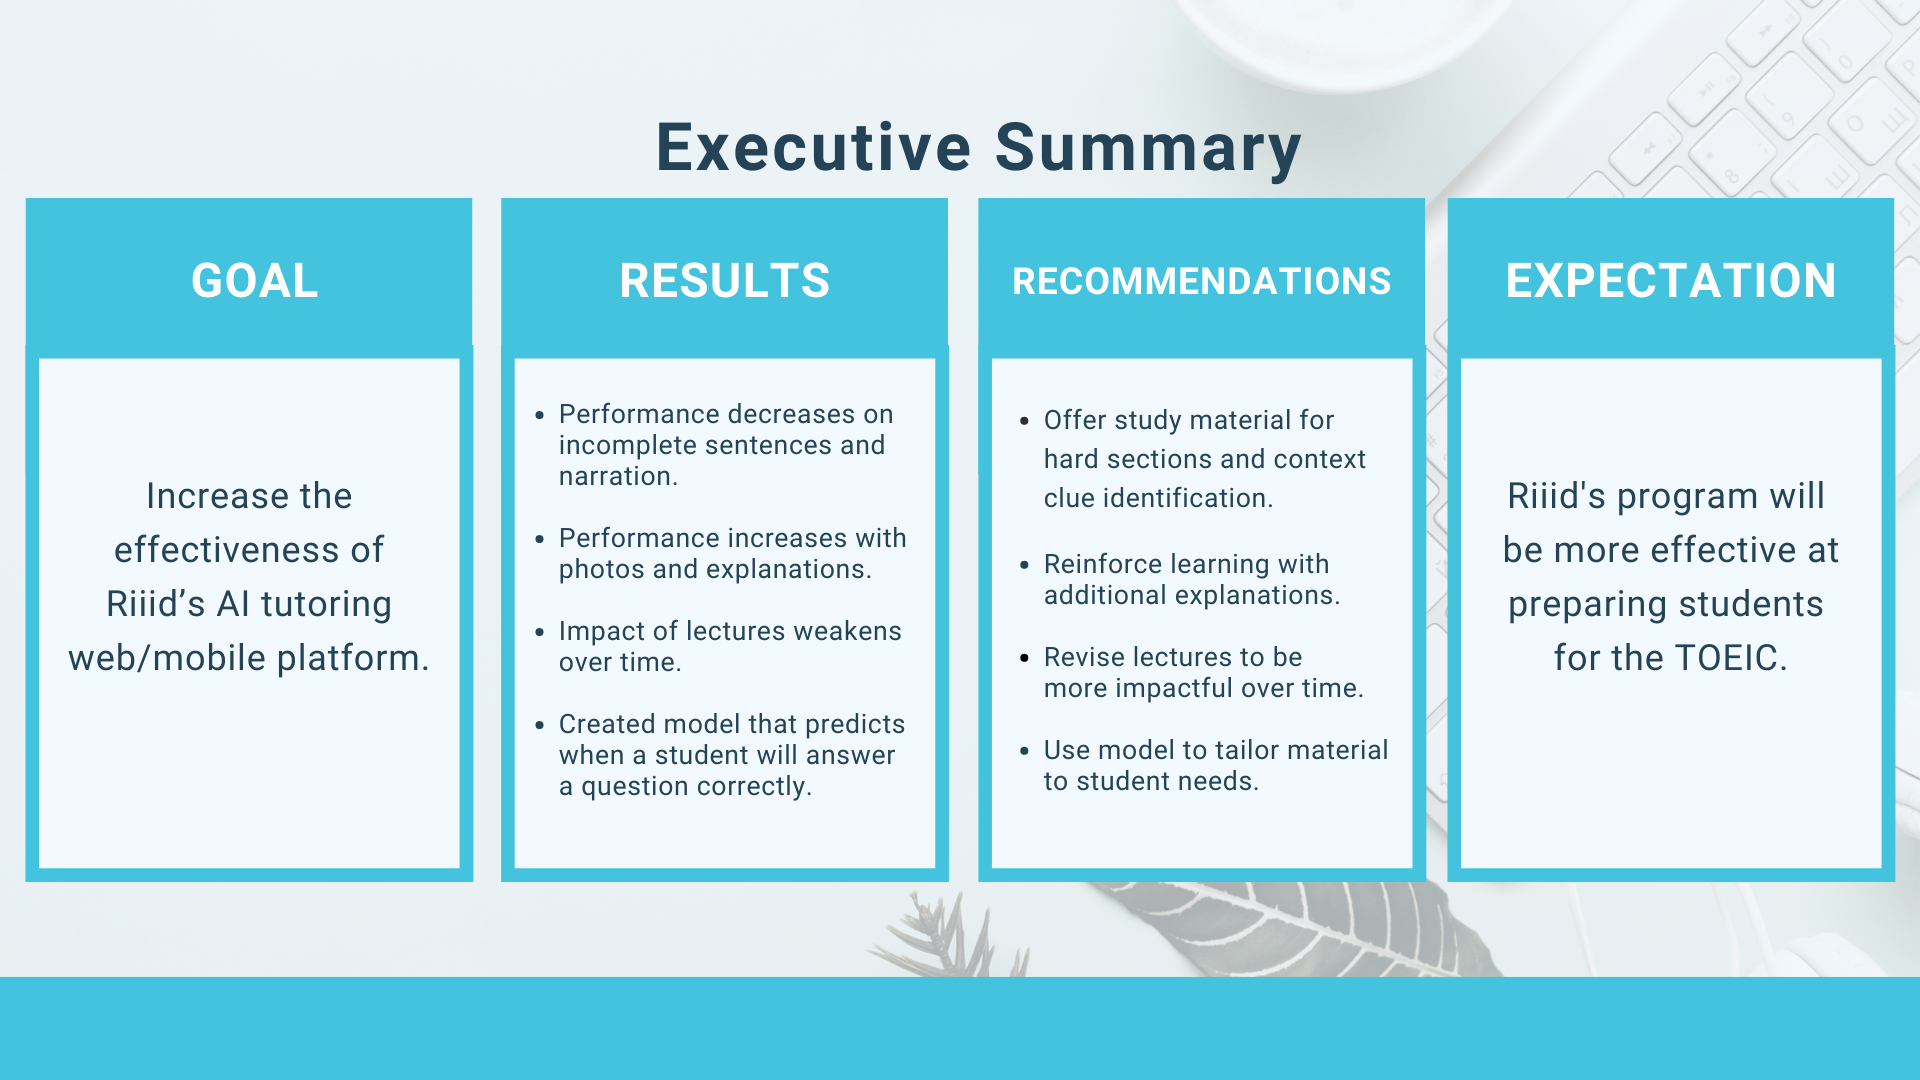 Executive Summary
GOAL
Increase the
effectiveness of
Riiid’s AI tutoring
web/mobile platform.
RESULTS
• Performance decreases on
incomplete sentences and
narration.
• Performance increases with
photos and explanations.
• Impact of lectures weakens
over time.
• Created model that predicts
when a student will answer
a question correctly.
RECOMMENDATIONS
• Offer study material for
hard sections and context
clue identification.
• Reinforce learning with
additional explanations.
• Revise lectures to be
more impactful over time.
• Use model to tailor material
to student needs.
EXPECTATION
Riiid's program will
be more effective at
preparing students
for the TOEIC.